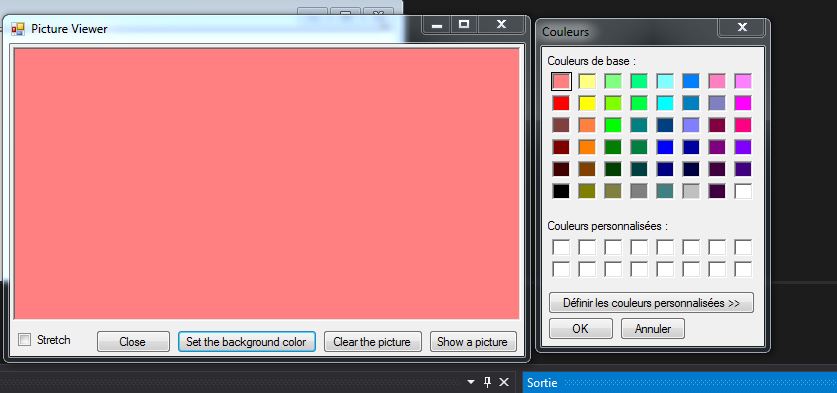 Picture Viewer
Stretch
Close
Set the background color
Clear the picture
Show a picture
Couleurs
Couleurs de base :
Couleurs personnalisées :
Définir les couleurs personnalisées >>
OK
Annuler
Sortie